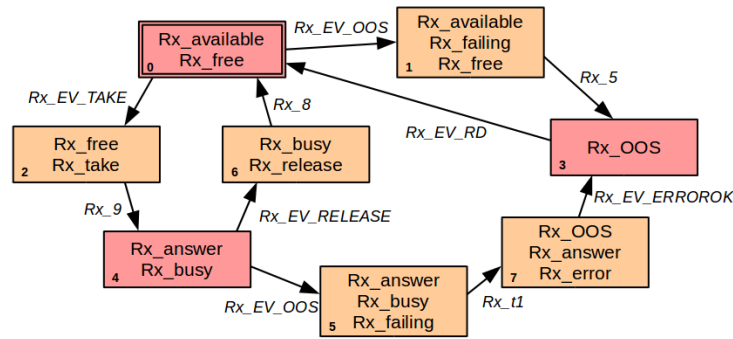 Rx_available
Rx_free
0
Rx_EV_OOS
Rx_available
Rx_failing
Rx_free
1
Rx_EV_TAKE
Rx_8
Rx_5
Rx_EV_RD
Rx_free
Rx_take
2
Rx_busy
Rx_release
6
Rx_OOS
3
Rx_9
Rx_EV_RELEASE
Rx_EV_ERROROK
Rx_answer
Rx_busy
4
Rx_OOS
Rx_answer
Rx_error
7
Rx_EV_OOS
Rx_answer
Rx_busy
Rx_failing
5
Rx_t1